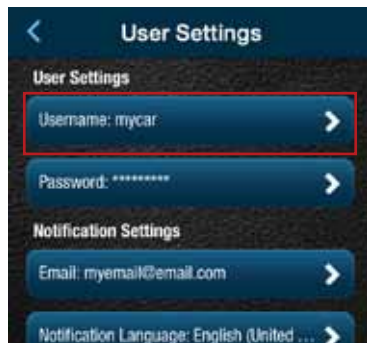 User Settings
User Settings
Username: mycar
Password: *********
Notification Settings
Email: myemail@email.com
Notification Language: English (United ...